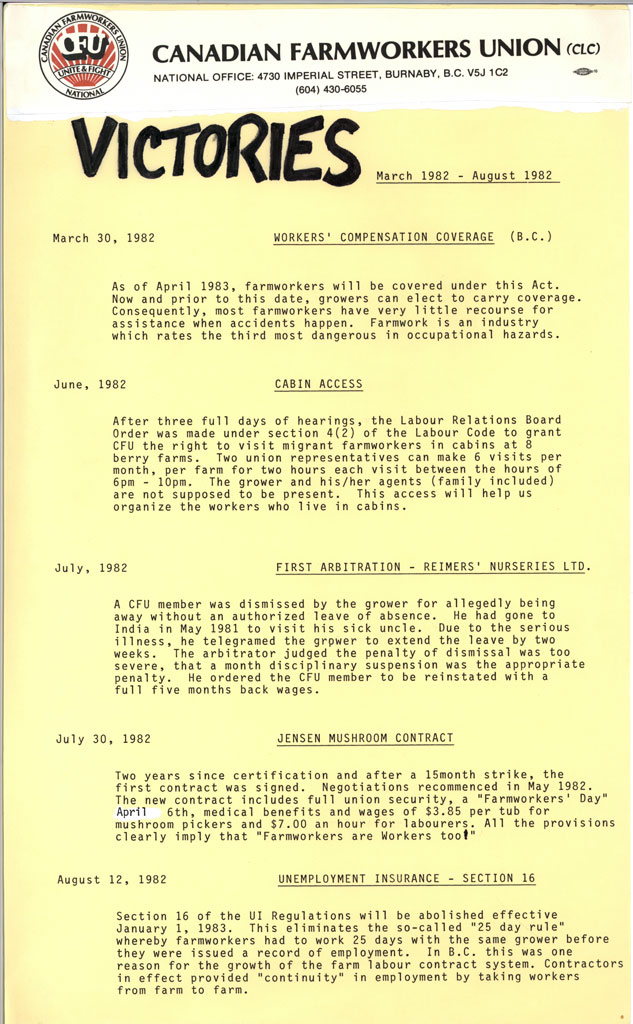 CANADIAN FARMWORKERS UNION
CFU
UNITE & FIGHT
NATIONAL
CANADIAN FARMWORKERS UNION (CLC)
NATIONAL OFFICE: 4730 IMPERIAL STREET, BURNABY, B.C. V5J 1C2
(604) 430-6055
VICTORIES
March 1982 - August 1982
March 30, 1982 WORKERS' COMPENSATION COVERAGE (B.C.)
As of April 1983, farmworkers will be covered under this Act.
Now and prior to this date, growers can elect to carry coverage.
Consequently, most farmworkers have very little recourse for
assistance when accidents happen. Farmwork is an industry
which rates the third most dangerous in occupational hazards.
June, 1982 CABIN ACCESS
After three full days of hearings, the Labour Relations Board
Order was made under section 4(2) of the Labour Code to grant
CFU the right to visit migrant farmworkers in cabins at 8
berry farms. Two union representatives can make 6 visits per
month, per farm for two hours each visit between the hours of
6pm - 10pm. The grower and his/her agents (family included)
are not supposed to be present. This access will help us
organize the workers who live in cabins.
July, 1982 FIRST ARBITRATION - REIMERS' NURSERIES LTD.
A CFU member was dismissed by the grower for allegedly being
away without an authorized leave of absence. He had gone to
India in May 1981 to visit his sick uncle. Due to the serious
illness, he telegramed the grpwer to extend the leave by two
weeks. The arbitrator judged the penalty of dismissal was too
severe, that a month disciplinary suspension was the appropriate
penalty. He ordered the CFU member to be reinstated with a
full five months back wages.
July 30, 1982 JENSEN MUSHROOM CONTRACT
Two years since certification and after a 15month strike, the
first contract was signed. Negotiations recommenced in May 1982.
The new contract includes full union security, a "Farmworkers' Day"
April 6th, medical benefits and wages of $3.85 per tub for
mushroom pickers and $7.00 an hour for labourers. All the provisions
clearly imply that "Farmworkers are Workers too!"
August 12, 1982 UNEMPLOYMENT INSURANCE - SECTION 16
Section 16 of the UI Regulations will be abolished effective
January 1, 1983. This eliminates the so-called "25 day rule"
whereby farmworkers had to work 25 days with the same grower before
they were issued a record of employment. In B.C. this was one
reason for the growth of the farm labour contract system. Contractors
in effect provided "continuity" in employment by taking workers
from farm to farm.